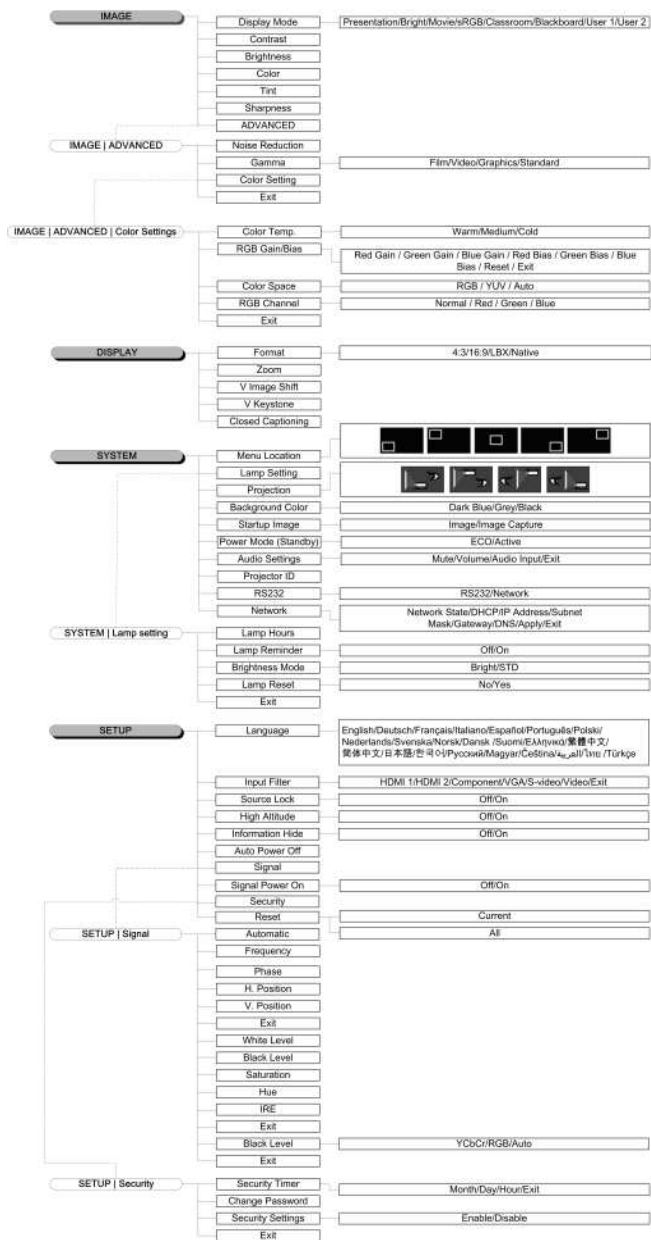 IMAGE
Display Mode
Presentation/Bright/Movie/sRGB/Classroom/Blackboard/User 1/User 2
Contrast
Brightness
Color
Tint
Sharpness
ADVANCED
IMAGE | ADVANCED
Noise Reduction
Gamma
Film/Video/Graphics/Standard
Color Setting
Exit
IMAGE | ADVANCED | Color Settings
Color Temp.
Warm/Medium/Cold
RGB Gain/Bias
Red Gain / Green Gain / Blue Gain / Red Bias / Green Bias / Blue
Bias / Reset / Exit
Color Space
RGB / YUV / Auto
RGB Channel
Normal / Red / Green / Blue
Exit
DISPLAY
Format
4:3/16:9/LBX/Native
Zoom
V Image Shift
V Keystone
Closed Captioning
SYSTEM
Menu Location
Lamp Setting
Projection
Background Color
Dark Blue/Grey/Black
Startup Image
Image/Image Capture
Power Mode (Standby)
ECO/Active
Audio Settings
Mute/Volume/Audio Input/Exit
Projector ID
RS232
RS232/Network
Network
Network State/DHCP/IP Address/Subnet
Mask/Gateway/DNS/Apply/Exit
SYSTEM | Lamp setting
Lamp Hours
Lamp Reminder
Off/On
Brightness Mode
Bright/STD
Lamp Reset
No/Yes
Exit
SETUP
Language
English/Deutsch/Français/Italiano/Español/Português/Polski/
Nederlands/Svenska/Norsk/Dansk /Suomi/Ελληνικά/繁體中文/
简体中文/日本語/한국어/Русский/Magyar/Čeština/العربية/ไทย /Türkçe
Input Filter
HDMI 1/HDMI 2/Component/VGA/S-video/Video/Exit
Source Lock
Off/On
High Altitude
Off/On
Information Hide
Off/On
Auto Power Off
Signal
Signal Power On
Off/On
Security
Reset
Current
All
SETUP | Signal
Automatic
Frequency
Phase
H. Position
V. Position
Exit
White Level
Black Level
Saturation
Hue
IRE
Exit
Black Level
YCbCr/RGB/Auto
Exit
SETUP | Security
Security Timer
Month/Day/Hour/Exit
Change Password
Security Settings
Enable/Disable
Exit